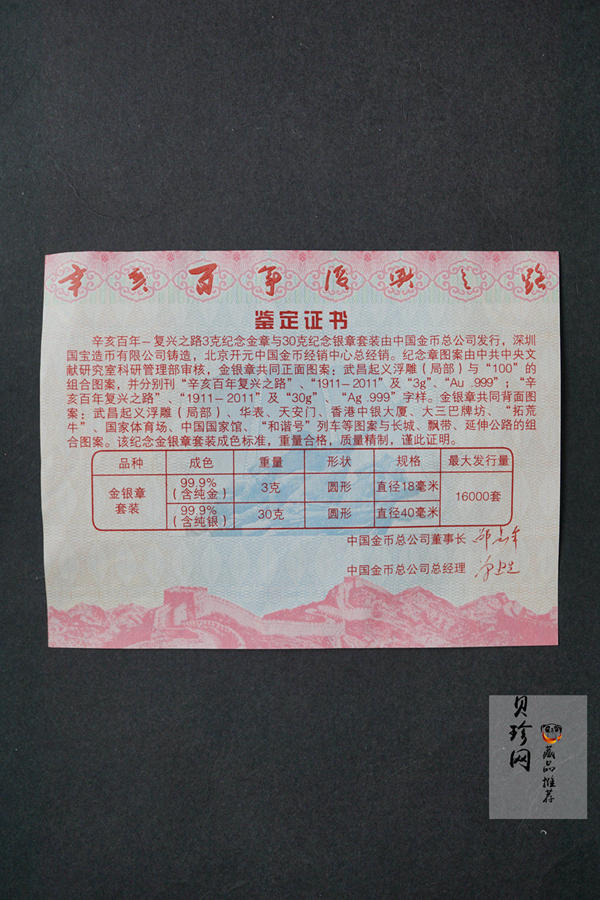 辛亥百年復興之路
鉴定证书
辛亥百年－复兴之路3克纪念金章与30克纪念银章套装由中国金币总公司发行，深圳
国宝造币有限公司铸造，北京开元中国金币经销中心总经销。纪念章图案由中共中央文
献研究室科研管理部审核，金银章共同正面图案：武昌起义浮雕（局部）与“100”的
组合图案，并分别刊“辛亥百年复兴之路”、“1911－2011”及“3g”、“Au .999”；“辛
亥百年复兴之路”、“1911－2011”及“30g”、“Ag .999”字样。金银章共同背面图
案：武昌起义浮雕（局部）、华表、天安门、香港中银大厦、大三巴牌坊、“拓荒
牛”、国家体育场、中国国家馆、“和谐号”列车等图案与长城、飘带、延伸公路的组
合图案。该纪念金银章套装成色标准，重量合格，质量精制，谨此证明。
品种 成色 重量 形状 规格 最大发行量
金银章套装 99.9%（含纯金） 3克 圆形 直径18毫米 16000套
99.9%（含纯银） 30克 圆形 直径40毫米
中国金币总公司董事长
中国金币总公司总经理
贝珍网
藏品推荐